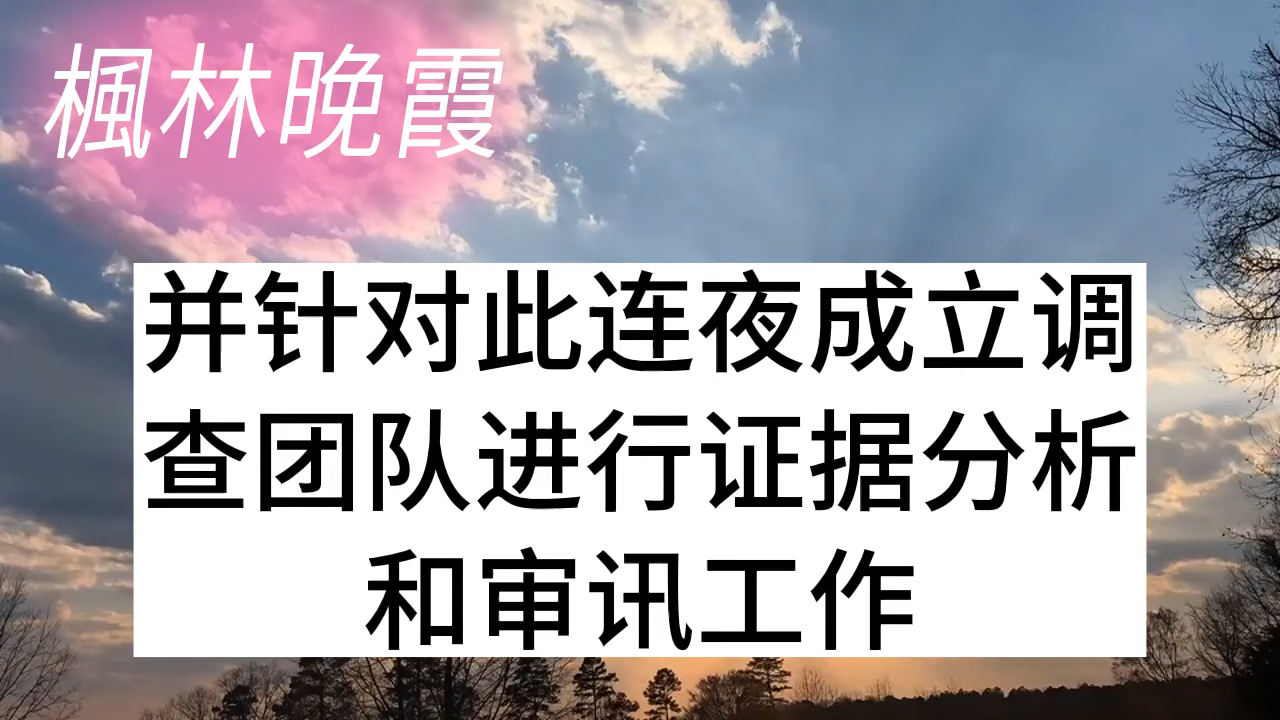 楓林晚霞
并针对此连夜成立调
查团队进行证据分析
和审讯工作